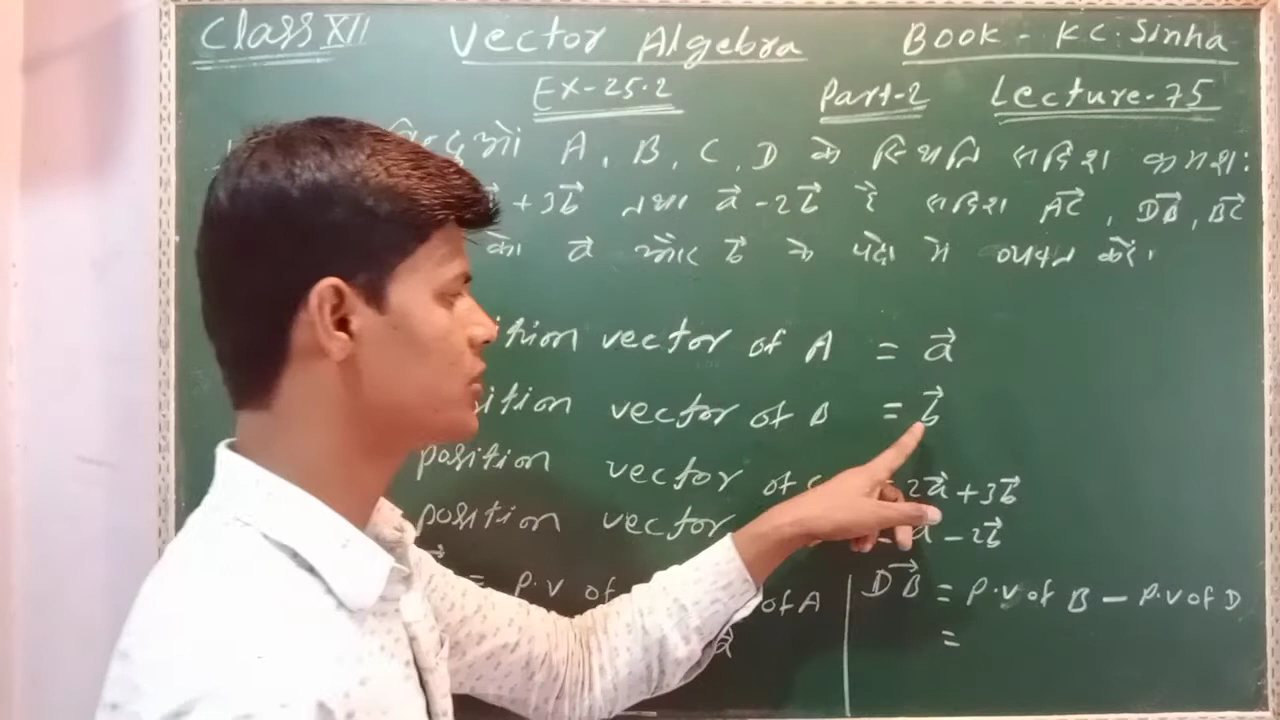 Class XII Vector Algebra Book - KC. Sinha
Ex-25.2 Part-2 Lecture-75
A, B, C, D के स्थिति सदिश क्रमशः
+ 3b⃗ तथा a⃗ - 2b⃗ है सदिश AC⃗, DB⃗, BC⃗
को a⃗ और b⃗ के पदों में व्यक्त करें।
vector of A = a⃗
vector of B = b⃗
position vector of C = 2a⃗ + 3b⃗
position vector = a⃗ - 2b⃗
= P.V of of A DB⃗ = P.V of B - P.V of D
a⃗ =